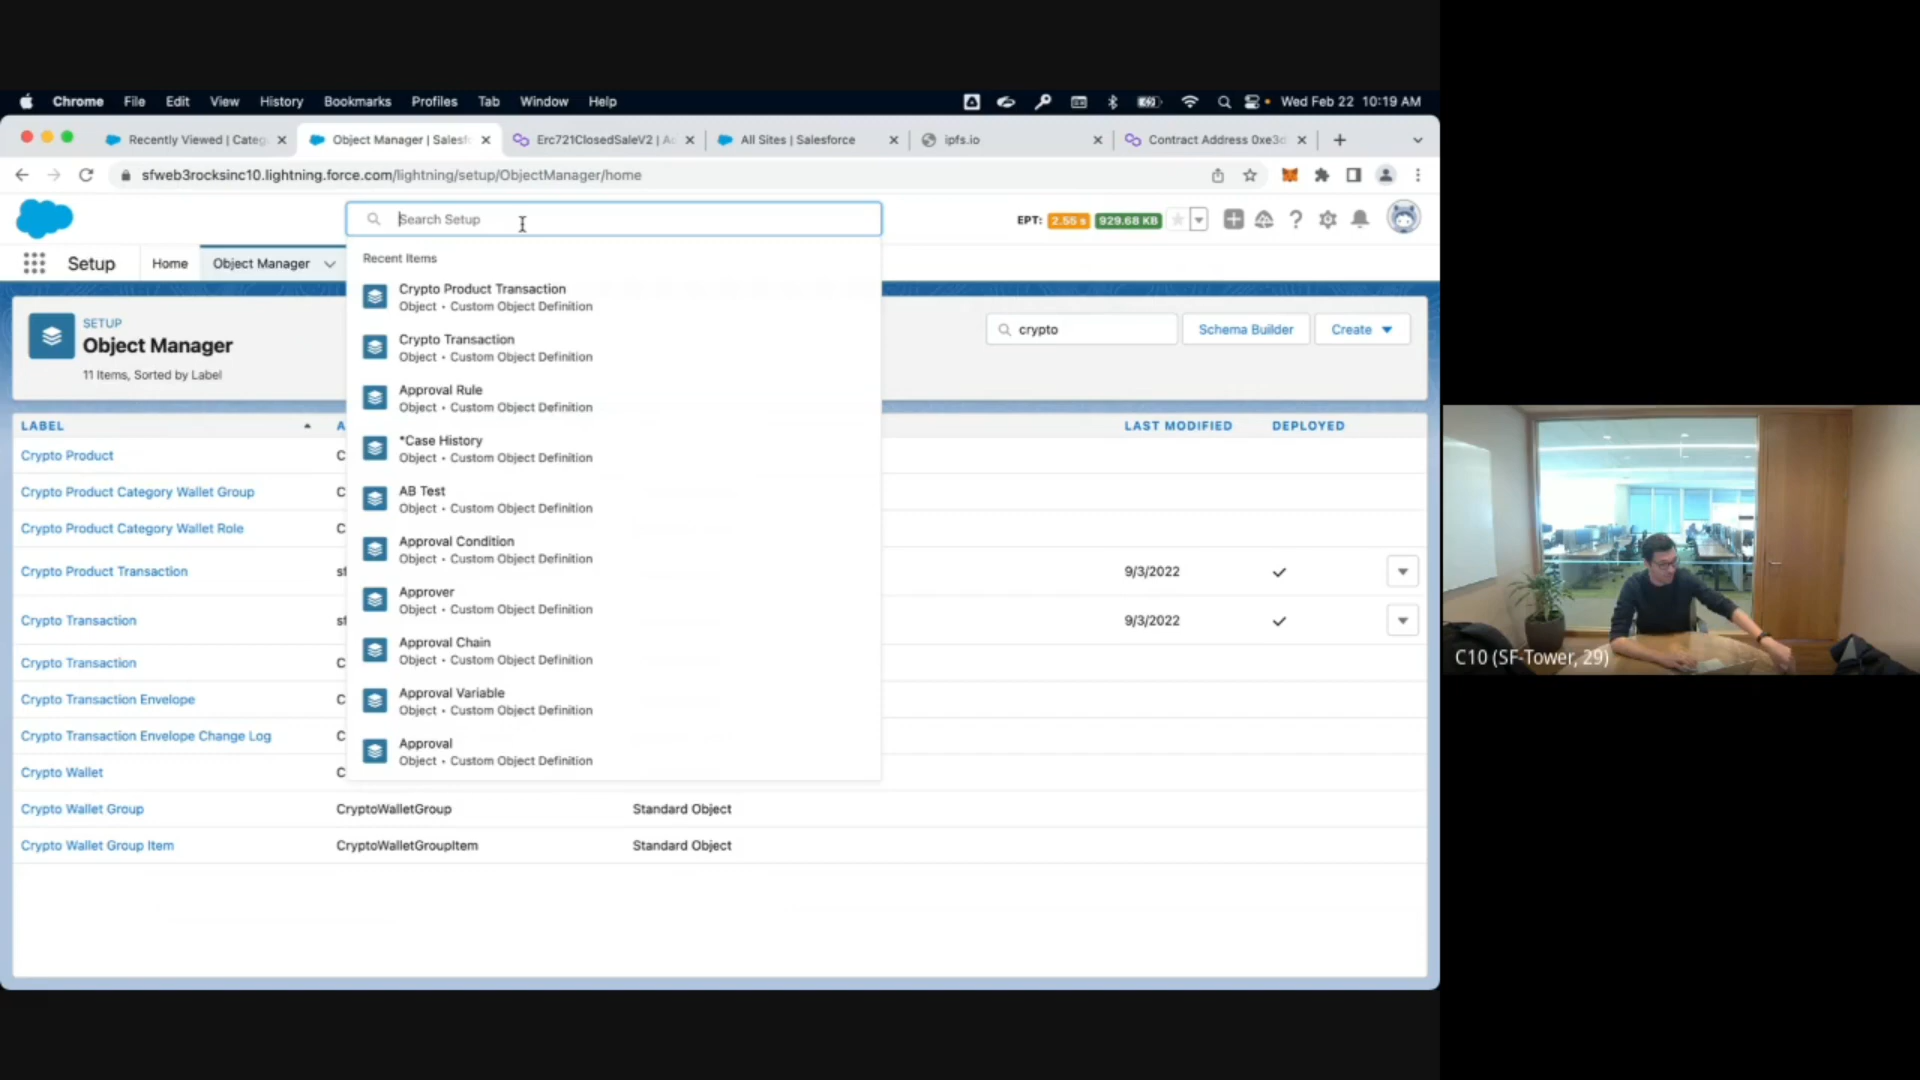 Chrome File Edit View History Bookmarks Profiles Tab Window Help
Wed Feb 22 10:19 AM
Recently Viewed | Categ
Object Manager | Salesf
Erc721ClosedSaleV2 | Ad
All Sites | Salesforce
ipfs.io
Contract Address 0xe3d
sfweb3rocksinc10.lightning.force.com/lightning/setup/ObjectManager/home
Search Setup
EPT: 2.55 s 929.68 KB
Setup Home Object Manager
Recent Items
Crypto Product Transaction
Object • Custom Object Definition
Crypto Transaction
Object • Custom Object Definition
Approval Rule
Object • Custom Object Definition
*Case History
Object • Custom Object Definition
AB Test
Object • Custom Object Definition
Approval Condition
Object • Custom Object Definition
Approver
Object • Custom Object Definition
Approval Chain
Object • Custom Object Definition
Approval Variable
Object • Custom Object Definition
Approval
Object • Custom Object Definition
SETUP
Object Manager
11 Items, Sorted by Label
crypto
Schema Builder
Create
LABEL A LAST MODIFIED DEPLOYED
Crypto Product C
Crypto Product Category Wallet Group C
Crypto Product Category Wallet Role C
Crypto Product Transaction 9/3/2022
Crypto Transaction 9/3/2022
Crypto Transaction C
Crypto Transaction Envelope C
Crypto Transaction Envelope Change Log C
Crypto Wallet C
Crypto Wallet Group CryptoWalletGroup Standard Object
Crypto Wallet Group Item CryptoWalletGroupItem Standard Object
C10 (SF-Tower, 29)